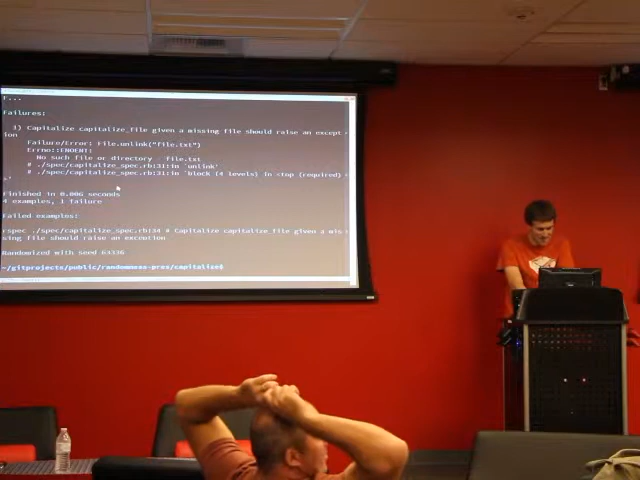 F...
Failures:
1) Capitalize capitalize_file given a missing file should raise an except
ion
Failure/Error: File.unlink("file.txt")
Errno::ENOENT:
No such file or directory - file.txt
# ./spec/capitalize_spec.rb:31:in `unlink'
# ./spec/capitalize_spec.rb:31:in `block (4 levels) in <top (required)>
'
Finished in 0.006 seconds
4 examples, 1 failure
Failed examples:
rspec ./spec/capitalize_spec.rb:34 # Capitalize capitalize_file given a mis
sing file should raise an exception
Randomized with seed 63336
~/gitprojects/public/randomness-pres/capitalize$